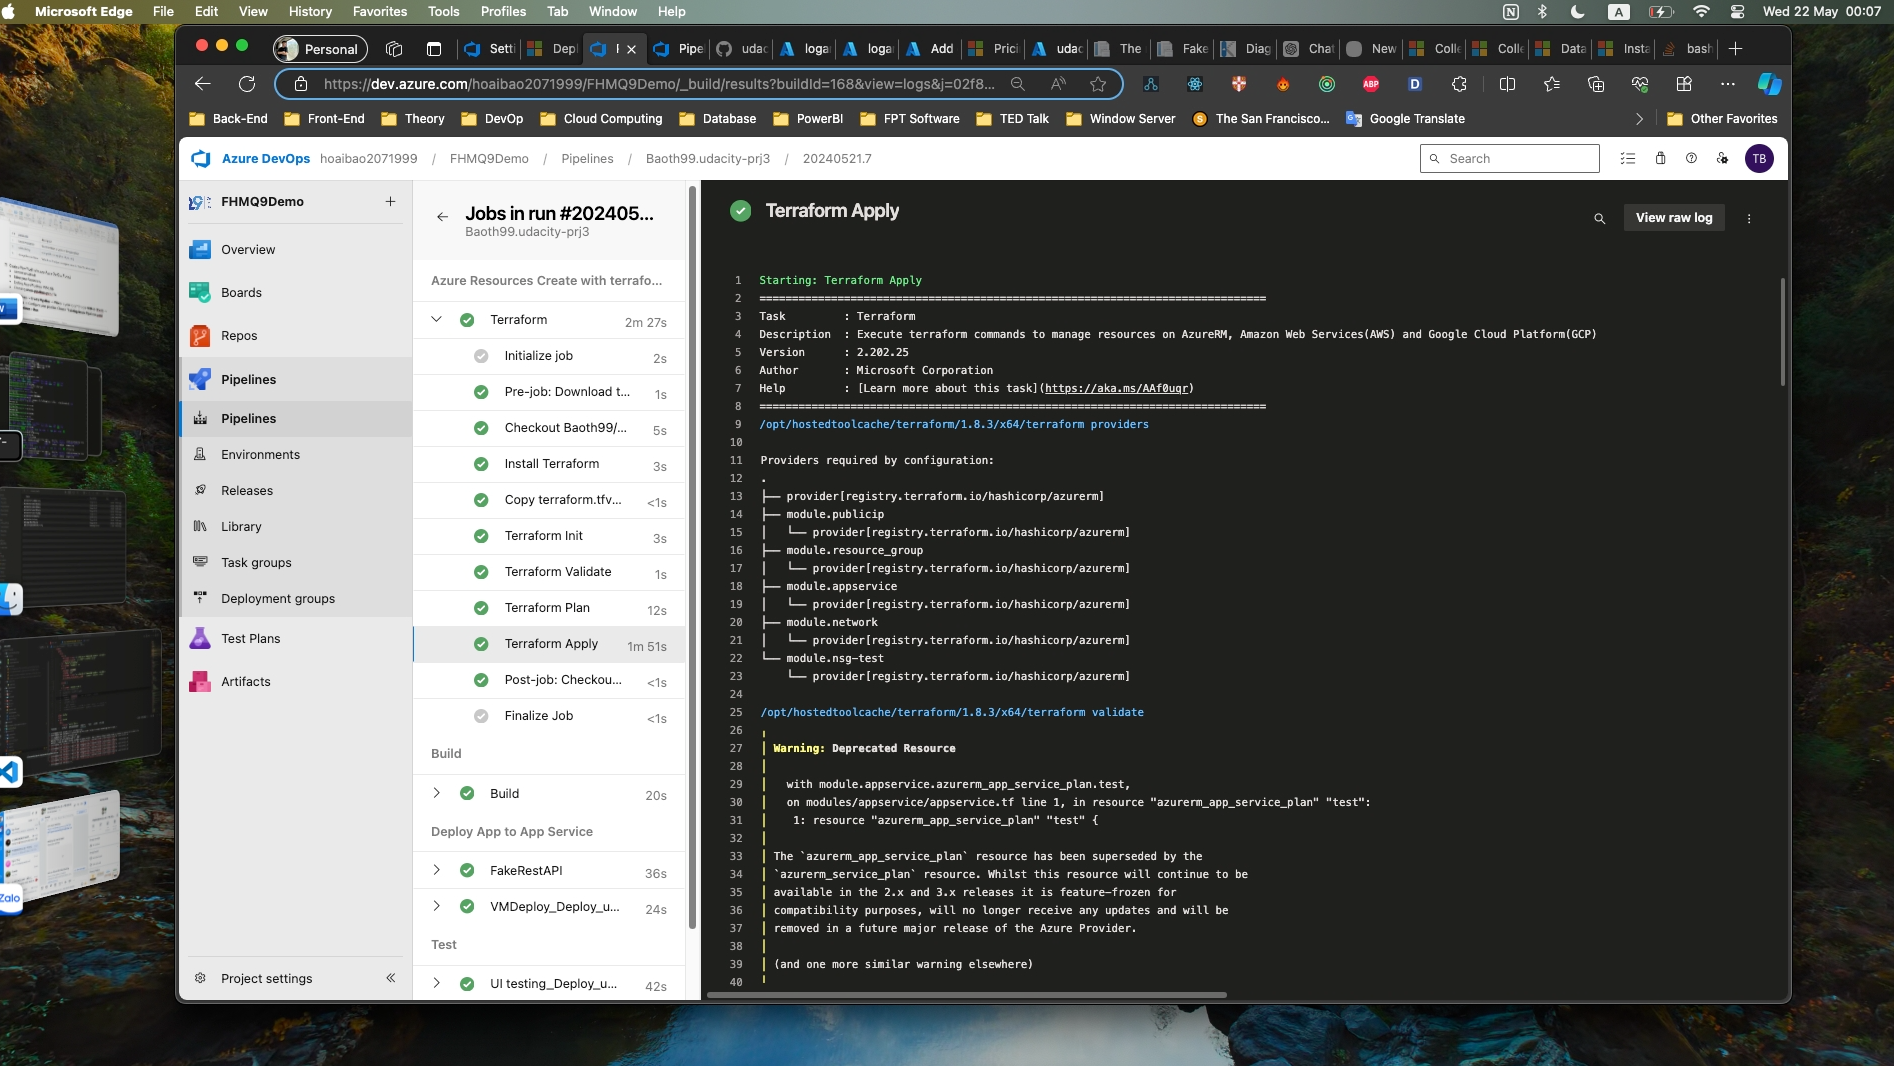 Microsoft Edge File Edit View History Favorites Tools Profiles Tab Window Help A Wed 22 May 00:07
Personal Setti Depl F Pipe udac logar logar Add Prici udac The Fake Diag Chat New Colle Colle Data Insta bash
https://dev.azure.com/hoaibao2071999/FHMQ9Demo/_build/results?buildId=168&view=logs&j=02f8... ABP D
Back-End Front-End Theory DevOp Cloud Computing Database PowerBI FPT Software TED Talk Window Server The San Francisco... Google Translate Other Favorites
Azure DevOps hoaibao2071999 / FHMQ9Demo / Pipelines / Baoth99.udacity-prj3 / 20240521.7 Search TB
FHMQ9Demo
Overview
Boards
Repos
Pipelines
Pipelines
Environments
Releases
Library
Task groups
Deployment groups
Test Plans
Artifacts
Project settings
Jobs in run #202405...
Baoth99.udacity-prj3
Azure Resources Create with terrafo...
Terraform 2m 27s
Initialize job 2s
Pre-job: Download t... 1s
Checkout Baoth99/... 5s
Install Terraform 3s
Copy terraform.tfv... <1s
Terraform Init 3s
Terraform Validate 1s
Terraform Plan 12s
Terraform Apply 1m 51s
Post-job: Checkou... <1s
Finalize Job <1s
Build
Build 20s
Deploy App to App Service
FakeRestAPI 36s
VMDeploy_Deploy_u... 24s
Test
UI testing_Deploy_u... 42s
Terraform Apply
View raw log
1 Starting: Terraform Apply
2 ==============================================================================
3 Task : Terraform
4 Description : Execute terraform commands to manage resources on AzureRM, Amazon Web Services(AWS) and Google Cloud Platform(GCP)
5 Version : 2.202.25
6 Author : Microsoft Corporation
7 Help : [Learn more about this task](https://aka.ms/AAf0uqr)
8 ==============================================================================
9 /opt/hostedtoolcache/terraform/1.8.3/x64/terraform providers
10
11 Providers required by configuration:
12 .
13 ├── provider[registry.terraform.io/hashicorp/azurerm]
14 ├── module.publicip
15 │   └── provider[registry.terraform.io/hashicorp/azurerm]
16 ├── module.resource_group
17 │   └── provider[registry.terraform.io/hashicorp/azurerm]
18 ├── module.appservice
19 │   └── provider[registry.terraform.io/hashicorp/azurerm]
20 ├── module.network
21 │   └── provider[registry.terraform.io/hashicorp/azurerm]
22 └── module.nsg-test
23     └── provider[registry.terraform.io/hashicorp/azurerm]
24
25 /opt/hostedtoolcache/terraform/1.8.3/x64/terraform validate
26 ╷
27 │ Warning: Deprecated Resource
28 │
29 │   with module.appservice.azurerm_app_service_plan.test,
30 │   on modules/appservice/appservice.tf line 1, in resource "azurerm_app_service_plan" "test":
31 │    1: resource "azurerm_app_service_plan" "test" {
32 │
33 │ The `azurerm_app_service_plan` resource has been superseded by the
34 │ `azurerm_service_plan` resource. Whilst this resource will continue to be
35 │ available in the 2.x and 3.x releases it is feature-frozen for
36 │ compatibility purposes, will no longer receive any updates and will be
37 │ removed in a future major release of the Azure Provider.
38 │
39 │ (and one more similar warning elsewhere)
40 ╵
Zalo